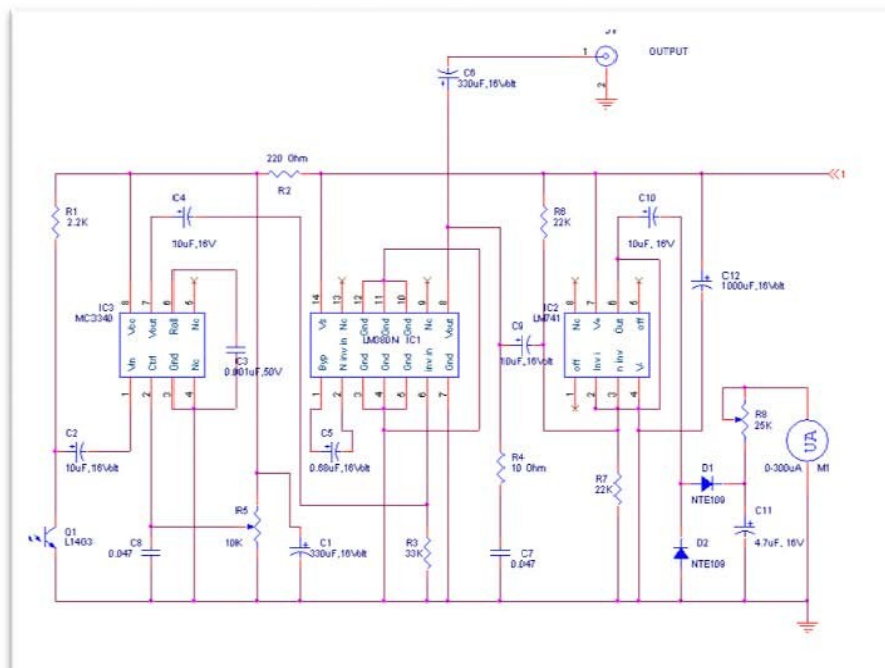 1
OUTPUT
2
C6
330uF,16Volt
220 Ohm
R2
1
R1
2.2K
IC4
10uF,16V
R6
22K
C10
10uF,16V
C12
1000uF,16Volt
IC3
MC3340
8 7 6 5
Vcc Vout Roll Nc
Vin Ctrl Gnd Nc
1 2 3 4
C3
0.001uF,50V
14 13 12 11 10 9 8
Vs Nc Gnd Gnd Gnd Nc Vout
LM380N IC1
Byp N inv in Gnd Gnd Gnd inv in Gnd
1 2 3 4 5 6 7
C9
10uF,16Volt
IC2
LM741
8 7 6 5
Nc V+ Out off
off Inv i n inv V-
1 2 3 4
C2
10uF,16Volt
C5
0.68uF,16Volt
R4
10 Ohm
R8
25K
UA
0-300uA
M1
D1
NTE109
R7
22K
Q1
L14G3
C8
0.047
R5
10K
C1
330uF,16Volt
R3
33K
C7
0.047
D2
NTE109
C11
4.7uF, 16V